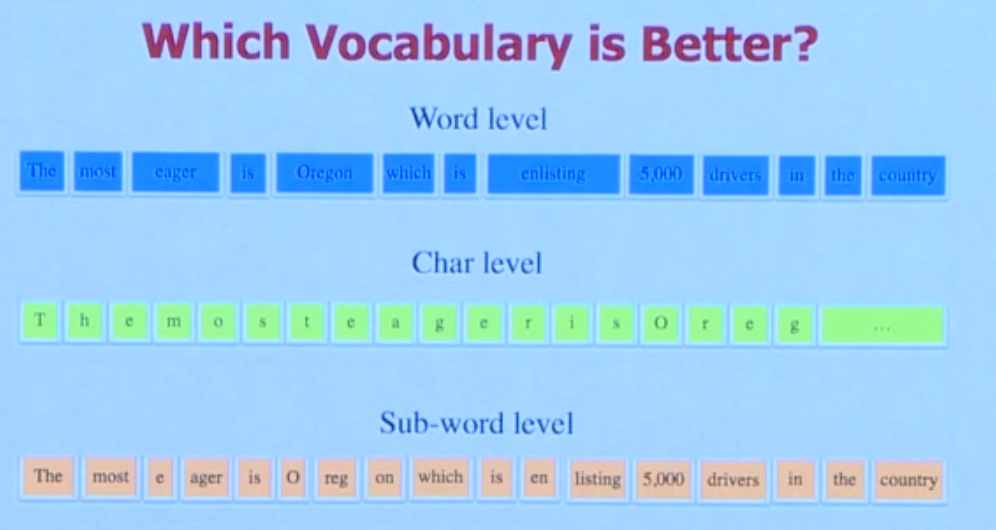 Which Vocabulary is Better?
Word level
The most eager is Oregon which is enlisting 5,000 drivers in the country
Char level
T h e m o s t e a g e r i s O r e g ...
Sub-word level
The most e ager is O reg on which is en listing 5,000 drivers in the country